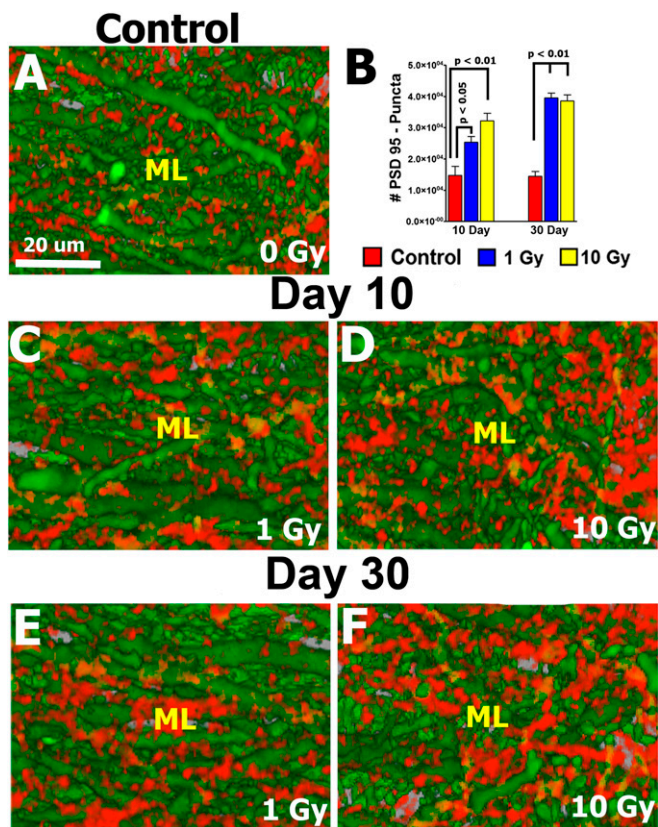 Control
A
ML
20 um
0 Gy
B
p < 0.01
p < 0.05
p < 0.01
# PSD 95 - Puncta
5.0×10⁰⁴
4.0×10⁰⁴
3.0×10⁰⁴
2.0×10⁰⁴
1.0×10⁰⁴
0.0×10⁻⁰⁰
10 Day
30 Day
Control
1 Gy
10 Gy
Day 10
C
ML
1 Gy
D
ML
10 Gy
Day 30
E
ML
1 Gy
F
ML
10 Gy